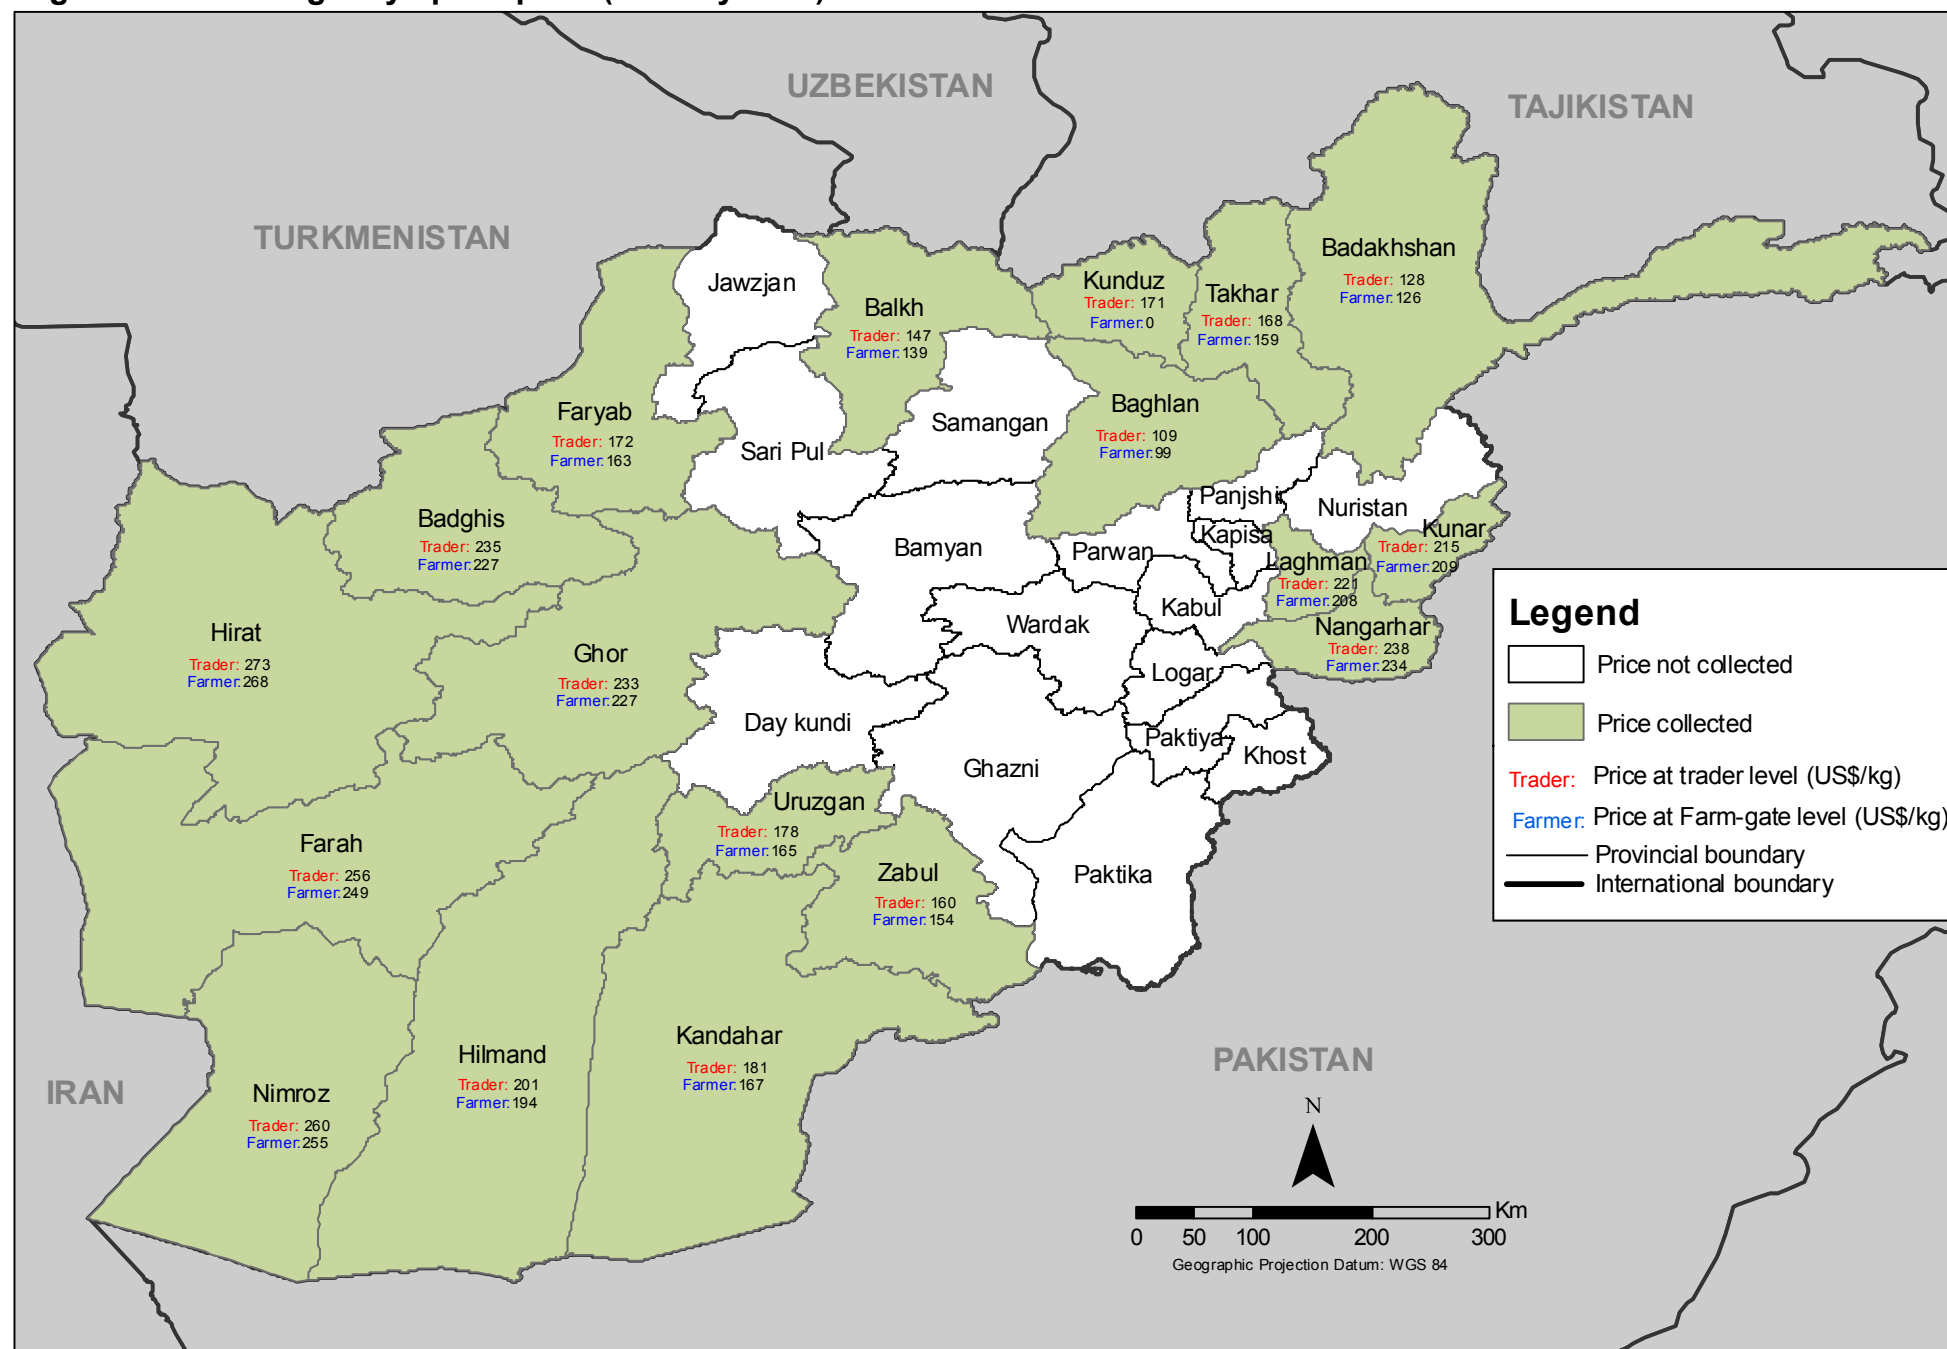 UZBEKISTAN
TAJIKISTAN
TURKMENISTAN
Badakhshan
Trader: 128
Farmer:126
Jawzjan
Kunduz
Trader: 171
Farmer:0
Takhar
Trader: 168
Farmer:159
Balkh
Trader: 147
Farmer:139
Faryab
Trader: 172
Farmer:163
Samangan
Baghlan
Trader: 109
Farmer:99
Sari Pul
Panjshi
Nuristan
Badghis
Trader: 235
Farmer:227
Bamyan
Parwan
Kapisa
Kunar
Trader: 215
Farmer:209
Laghman
Trader: 221
Farmer:208
Kabul
Wardak
Nangarhar
Trader: 238
Farmer:234
Hirat
Trader: 273
Farmer:268
Ghor
Trader: 233
Farmer:227
Logar
Day kundi
Paktiya
Khost
Ghazni
Uruzgan
Trader: 178
Farmer:165
Farah
Trader: 256
Farmer:249
Zabul
Trader: 160
Farmer:154
Paktika
Kandahar
Trader: 181
Farmer:167
Hilmand
Trader: 201
Farmer:194
Nimroz
Trader: 260
Farmer:255
IRAN
PAKISTAN
Legend
Price not collected
Price collected
Trader: Price at trader level (US$/kg)
Farmer: Price at Farm-gate level (US$/kg)
Provincial boundary
International boundary
N
Km
0 50 100 200 300
Geographic Projection Datum: WGS 84